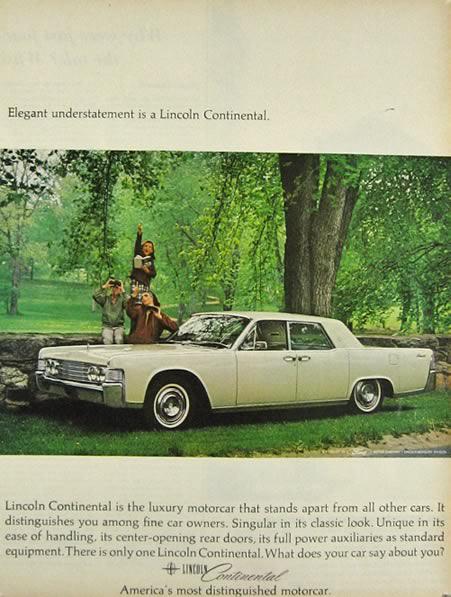 Elegant understatement is a Lincoln Continental.
Lincoln Continental is the luxury motorcar that stands apart from all other cars. It
distinguishes you among fine car owners. Singular in its classic look. Unique in its
ease of handling, its center-opening rear doors, its full power auxiliaries as standard
equipment. There is only one Lincoln Continental. What does your car say about you?
LINCOLN Continental
America's most distinguished motorcar.